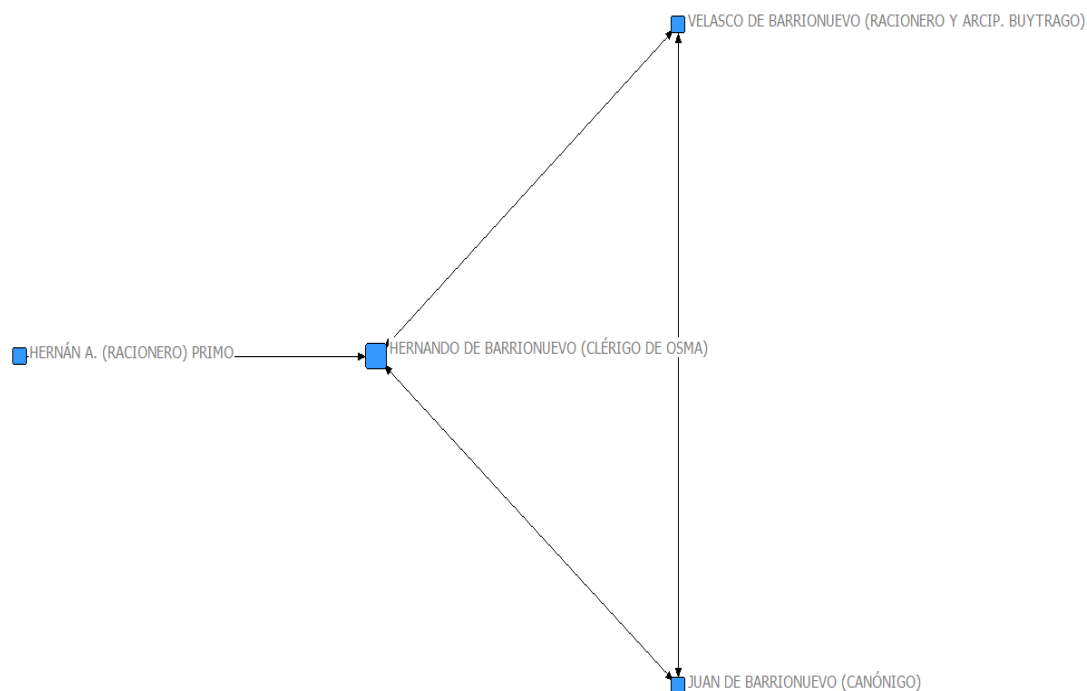 VELASCO DE BARRIONUEVO (RACIONERO Y ARCIP. BUYTRAGO)
HERNÁN A. (RACIONERO) PRIMO
HERNANDO DE BARRIONUEVO (CLÉRIGO DE OSMA)
JUAN DE BARRIONUEVO (CANÓNIGO)